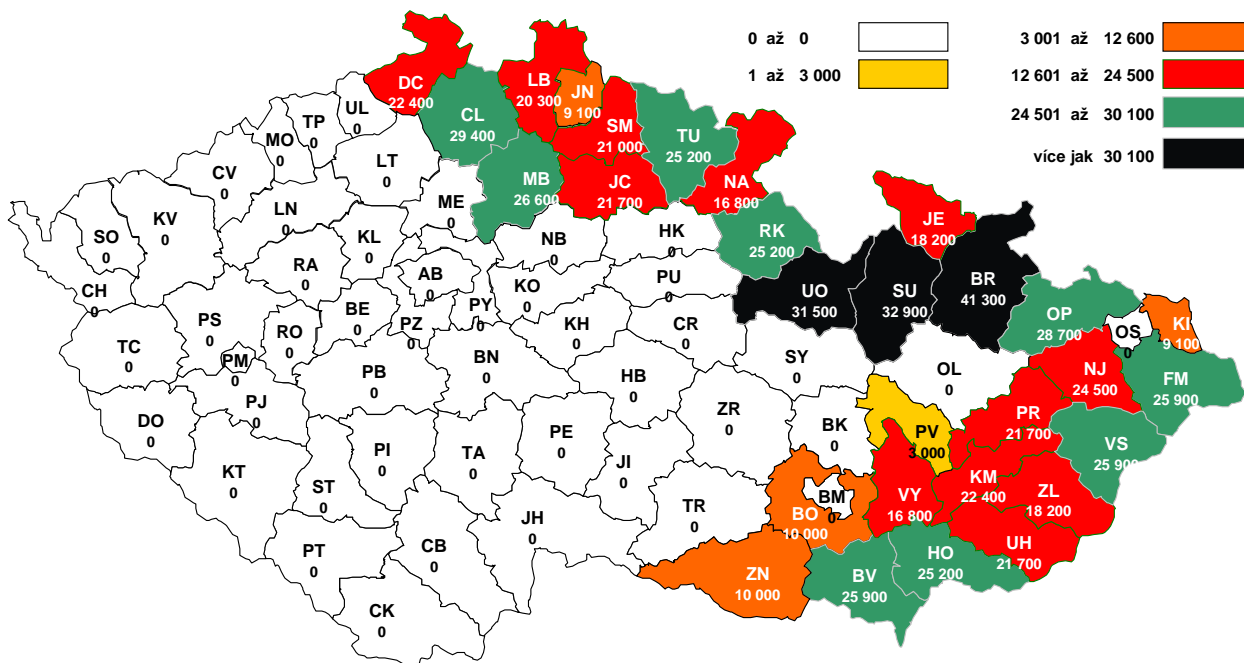 0 až 0
1 až 3 000
3 001 až 12 600
12 601 až 24 500
24 501 až 30 100
více jak 30 100
DC
22 400
LB
20 300
JN
9 100
CL
29 400
SM
21 000
TU
25 200
UL
0
TP
0
MO
0
CV
0
LT
0
MB
26 600
JC
21 700
NA
16 800
ME
0
LN
0
KV
0
SO
0
CH
0
KL
0
RA
0
AB
0
NB
0
HK
0
RK
25 200
JE
18 200
PU
0
KO
0
PY
0
PZ
0
BE
0
RO
0
PS
0
TC
0
PM
0
UO
31 500
SU
32 900
BR
41 300
OP
28 700
OS
0
KI
9 100
KH
0
CR
0
SY
0
OL
0
NJ
24 500
FM
25 900
BN
0
PB
0
HB
0
PJ
0
DO
0
ZR
0
BK
0
PV
3 000
PR
21 700
VS
25 900
PE
0
TA
0
PI
0
KT
0
ST
0
JI
0
TR
0
BM
0
BO
10 000
VY
16 800
KM
22 400
ZL
18 200
UH
21 700
JH
0
CB
0
PT
0
CK
0
ZN
10 000
BV
25 900
HO
25 200